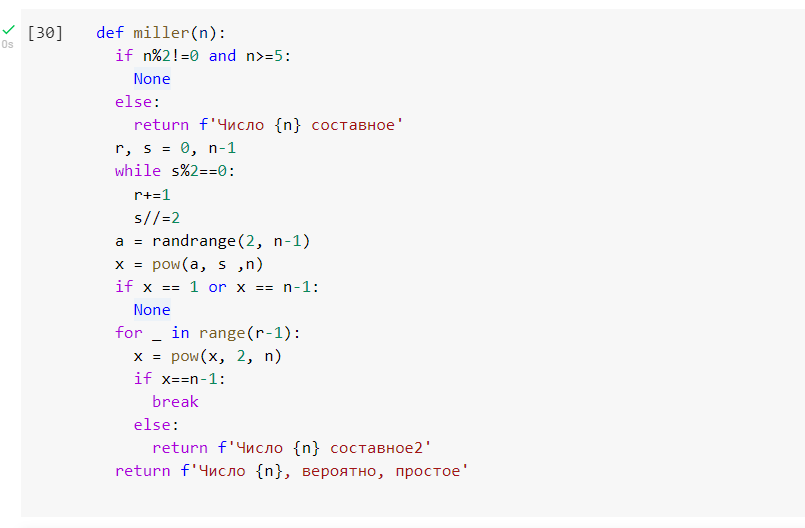 [30] def miller(n):
if n%2!=0 and n>=5:
None
else:
return f'Число {n} составное'
r, s = 0, n-1
while s%2==0:
r+=1
s//=2
a = randrange(2, n-1)
x = pow(a, s ,n)
if x == 1 or x == n-1:
None
for _ in range(r-1):
x = pow(x, 2, n)
if x==n-1:
break
else:
return f'Число {n} составное2'
return f'Число {n}, вероятно, простое'
0s